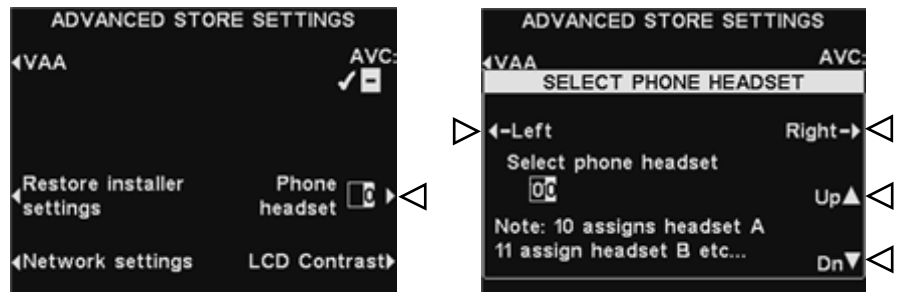 ADVANCED STORE SETTINGS
VAA
AVC:
✓ -
Restore installer
settings
Phone
headset 0
Network settings
LCD Contrast
ADVANCED STORE SETTINGS
VAA
AVC:
SELECT PHONE HEADSET
-Left
Right-
Select phone headset
00
Up
Note: 10 assigns headset A
11 assign headset B etc...
Dn